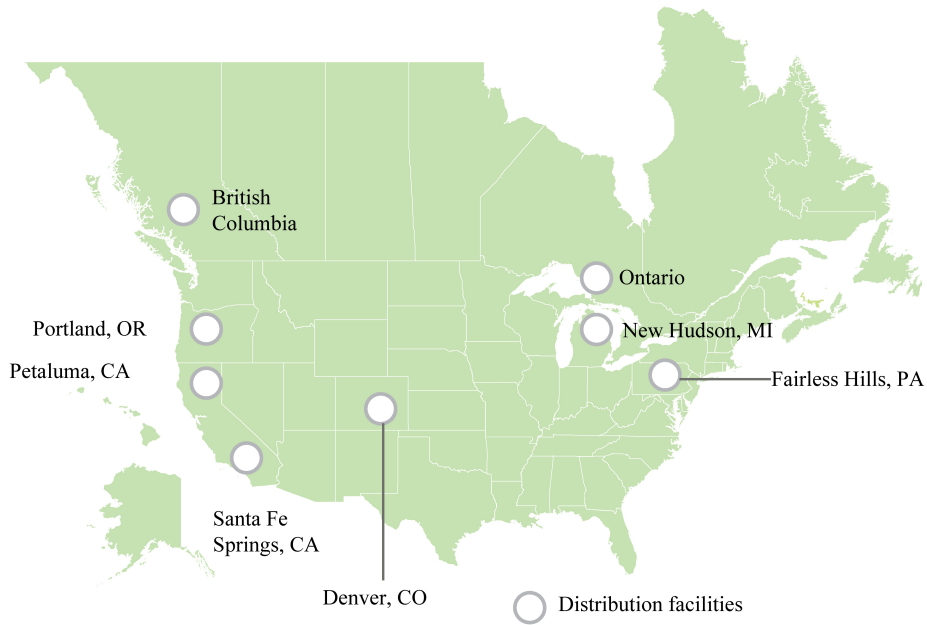 British
Columbia
Ontario
Portland, OR
New Hudson, MI
Petaluma, CA
Fairless Hills, PA
Santa Fe
Springs, CA
Denver, CO
Distribution facilities